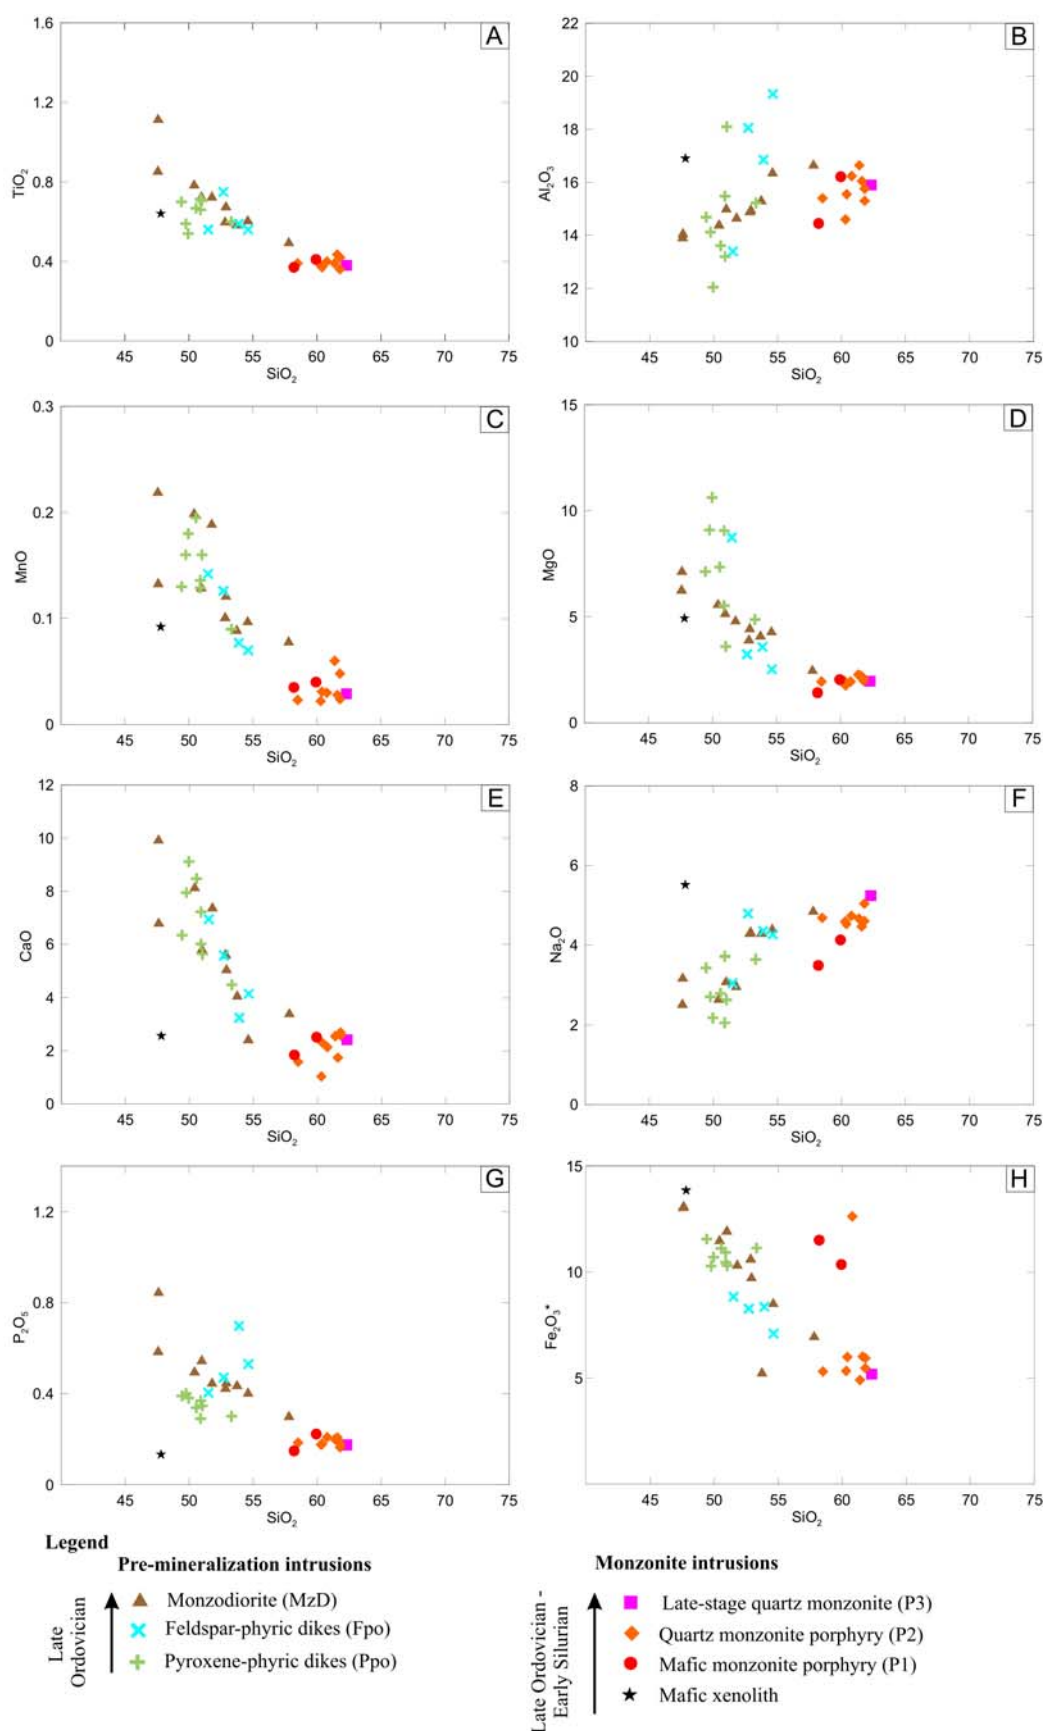 1.6 A
1.2
0.8
0.4
0
TiO2
45 50 55 60 65 70 75
SiO2
22 B
20
18
16
14
12
10
Al2O3
45 50 55 60 65 70 75
SiO2
0.3 C
0.2
0.1
0
MnO
45 50 55 60 65 70 75
SiO2
15 D
10
5
0
MgO
45 50 55 60 65 70 75
SiO2
12 E
10
8
6
4
2
0
CaO
45 50 55 60 65 70 75
SiO2
8 F
6
4
2
0
Na2O
45 50 55 60 65 70 75
SiO2
G
1.2
0.8
0.4
0
P2O5
45 50 55 60 65 70 75
SiO2
15 H
10
5
Fe2O3*
45 50 55 60 65 70 75
SiO2
Legend
Pre-mineralization intrusions
Late
Ordovician
Monzodiorite (MzD)
Feldspar-phyric dikes (Fpo)
Pyroxene-phyric dikes (Ppo)
Monzonite intrusions
Late Ordovician -
Early Silurian
Late-stage quartz monzonite (P3)
Quartz monzonite porphyry (P2)
Mafic monzonite porphyry (P1)
Mafic xenolith